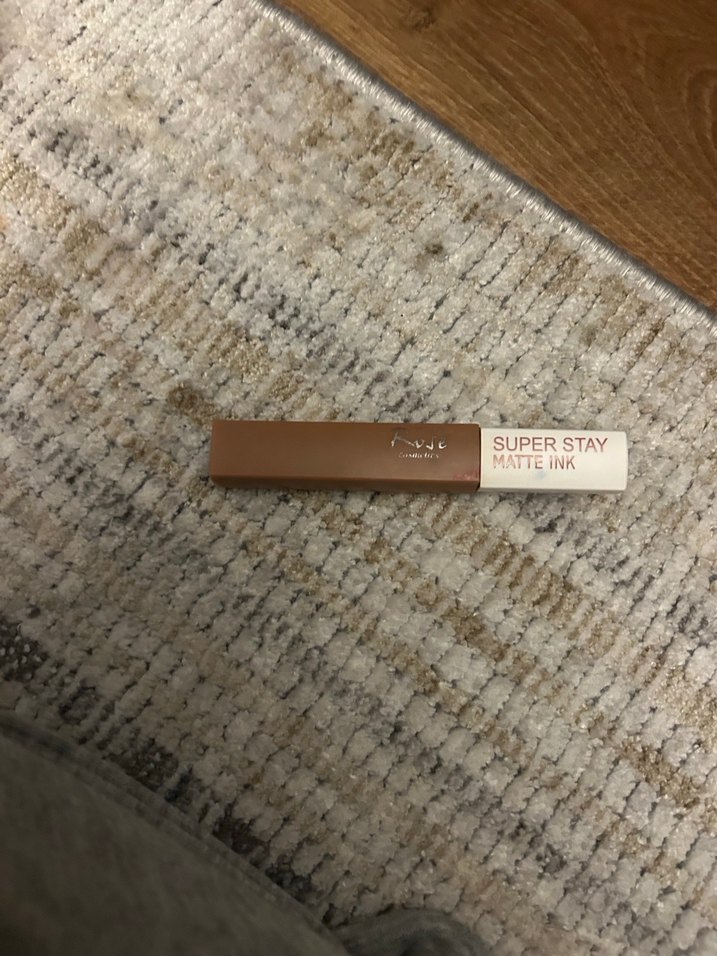 Rose
cosmetics
SUPER STAY
MATTE INK